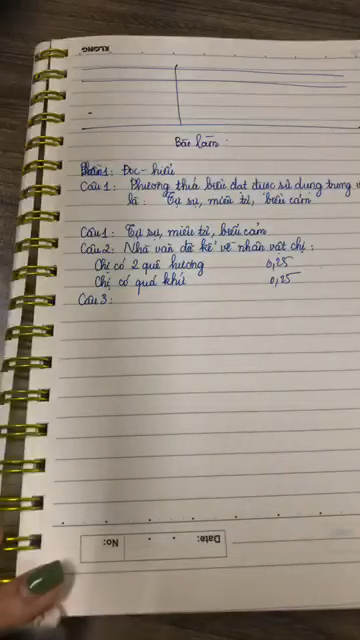 KLONG
Bài làm:
Phần 1: Đọc - hiểu
Câu 1: Phương thức biểu đạt được sử dụng trong v
là: Tự sự, miêu tả, biểu cảm
Câu 1: Tự sự, miêu tả, biểu cảm
Câu 2: Nhà văn đã kể về nhân vật chị:
Chị có 2 quê hương 0,25
Chị có quá khứ 0,25
Câu 3:
No:
Date: